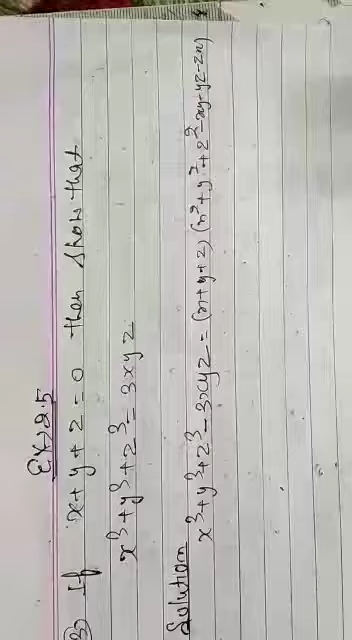 Ex → 2.5
13) If x + y + z = 0 then show that
x³ + y³ + z³ = 3xyz
Solution
x³ + y³ + z³ - 3xyz = (x + y + z) (x² + y² + z² - xy - yz - zx)